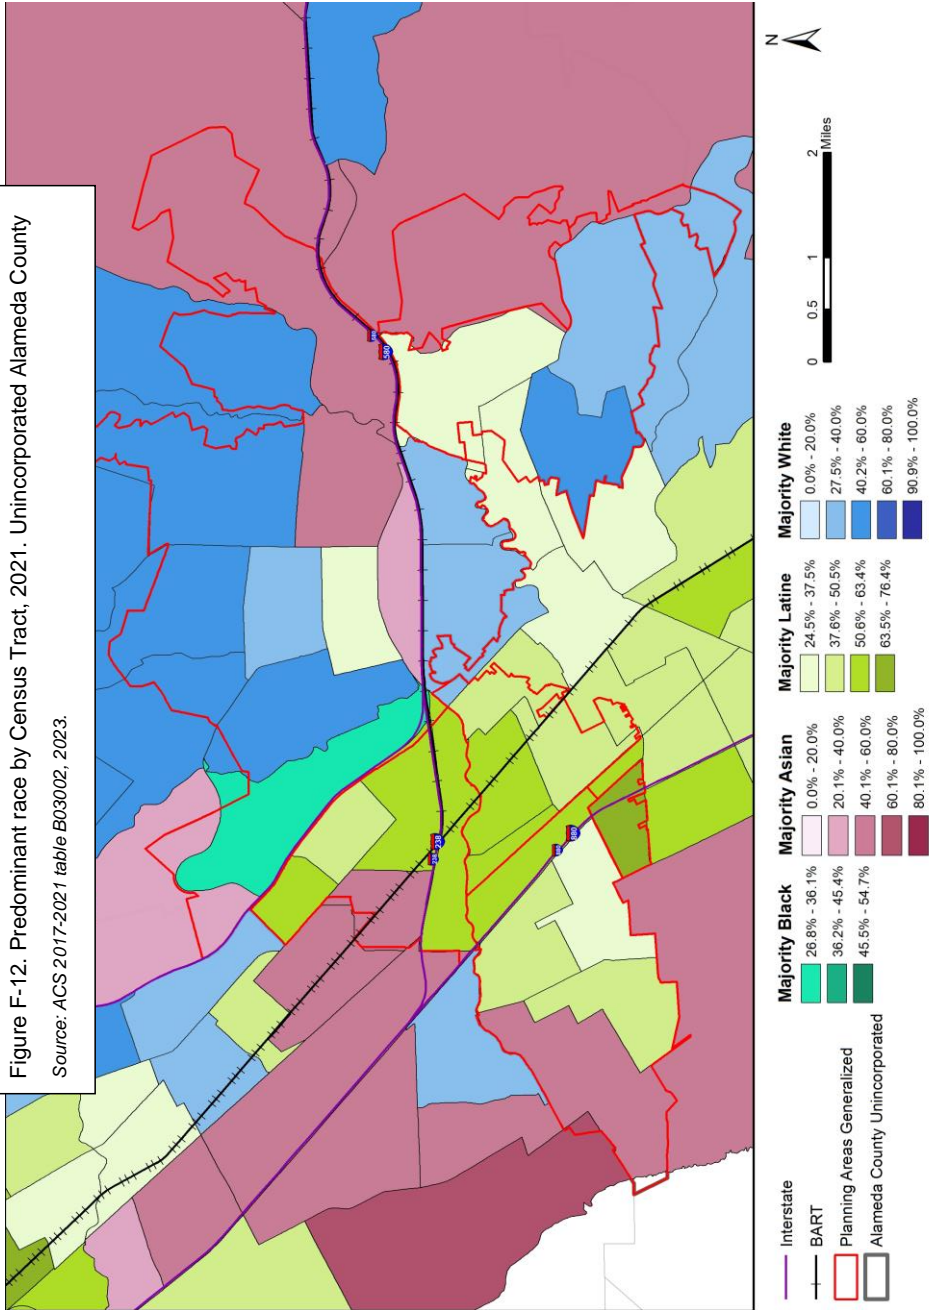 Figure F-12. Predominant race by Census Tract, 2021. Unincorporated Alameda County
Source: ACS 2017-2021 table B03002, 2023.
580
238
880
N
0 0.5 1 2
Miles
Interstate
BART
Planning Areas Generalized
Alameda County Unincorporated
Majority Black
26.8% - 36.1%
36.2% - 45.4%
45.5% - 54.7%
Majority Asian
0.0% - 20.0%
20.1% - 40.0%
40.1% - 60.0%
60.1% - 80.0%
80.1% - 100.0%
Majority Latine
24.5% - 37.5%
37.6% - 50.5%
50.6% - 63.4%
63.5% - 76.4%
Majority White
0.0% - 20.0%
27.5% - 40.0%
40.2% - 60.0%
60.1% - 80.0%
90.9% - 100.0%